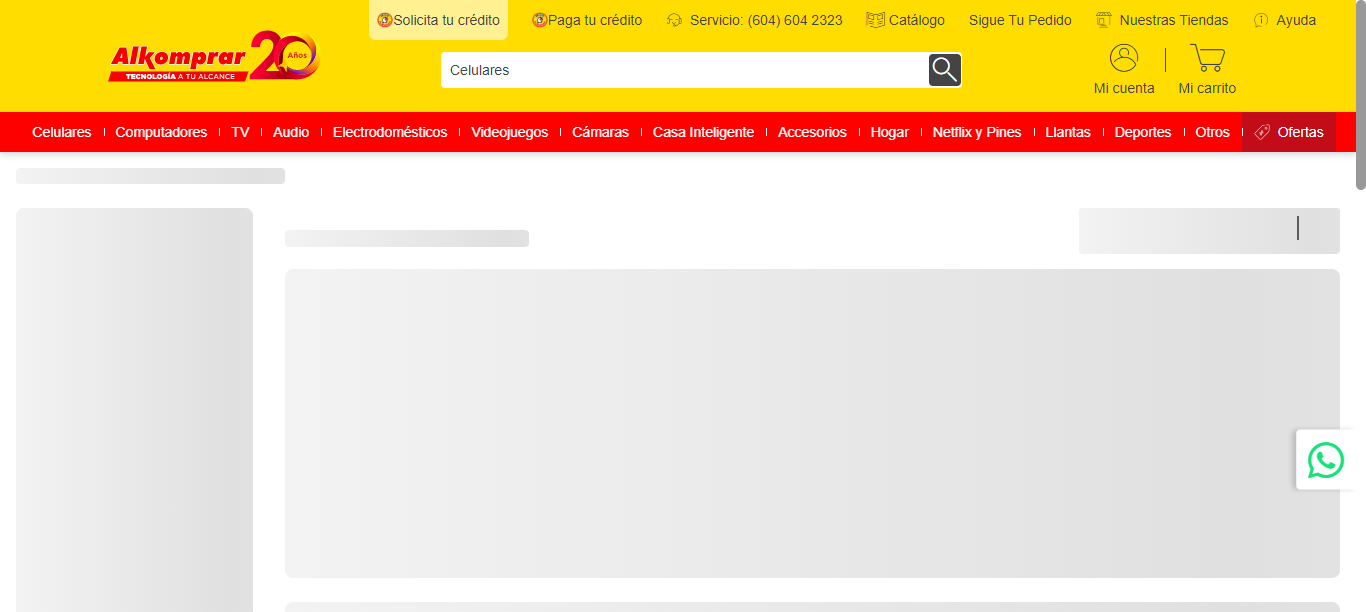 Solicita tu crédito
Paga tu crédito
Servicio: (604) 604 2323
Catálogo
Sigue Tu Pedido
Nuestras Tiendas
Ayuda
Alkomprar 20 Años
TECNOLOGÍA A TU ALCANCE
Celulares
Mi cuenta
Mi carrito
Celulares
Computadores
TV
Audio
Electrodomésticos
Videojuegos
Cámaras
Casa Inteligente
Accesorios
Hogar
Netflix y Pines
Llantas
Deportes
Otros
Ofertas